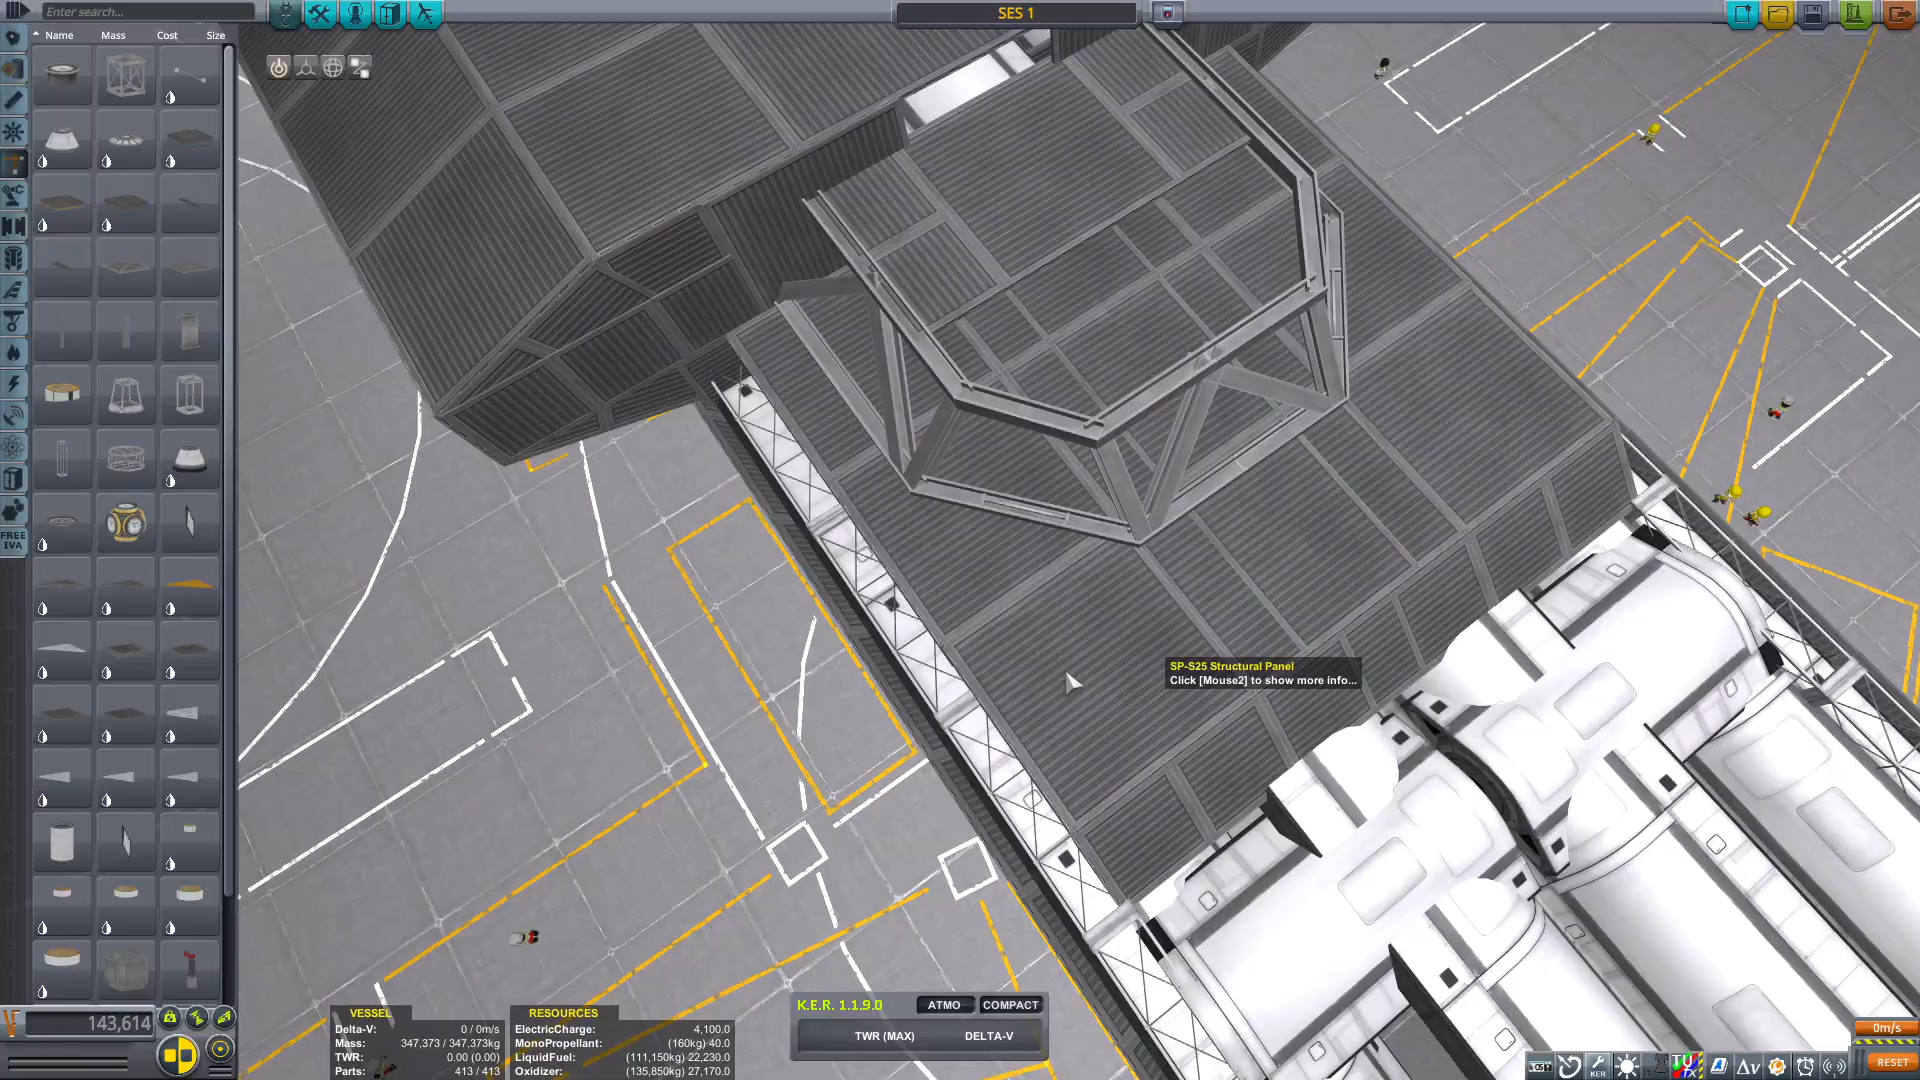 Enter search...
SES 1
Name Mass Cost Size
FREE
IVA
SP-S25 Structural Panel
Click [Mouse2] to show more info...
143,614
VESSEL
Delta-V: 0 / 0m/s
Mass: 347,373 / 347,373kg
TWR: 0.00 (0.00)
Parts: 413 / 413
RESOURCES
ElectricCharge: 4,100.0
MonoPropellant: (160kg) 40.0
LiquidFuel: (111,150kg) 22,230.0
Oxidizer: (135,850kg) 27,170.0
K.E.R. 1.1.9.0 ATMO COMPACT
TWR (MAX) DELTA-V
0m/s
RESET
KER
Δv